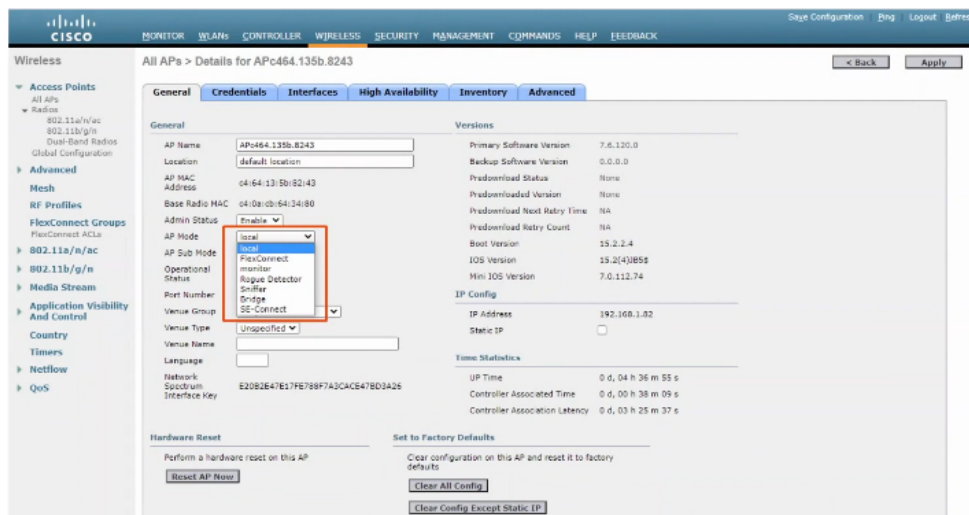 Save Configuration Ping Logout Refres
CISCO
MONITOR WLANs CONTROLLER WIRELESS SECURITY MANAGEMENT COMMANDS HELP FEEDBACK
Wireless
Access Points
All APs
Radios
802.11a/n/ac
802.11b/g/n
Dual-Band Radios
Global Configuration
Advanced
Mesh
RF Profiles
FlexConnect Groups
FlexConnect ACLs
802.11a/n/ac
802.11b/g/n
Media Stream
Application Visibility
And Control
Country
Timers
Netflow
QoS
All APs > Details for APc464.135b.8243
< Back Apply
General Credentials Interfaces High Availability Inventory Advanced
General
AP Name APc464.135b.8243
Location default location
AP MAC
Address c4:64:13:5b:82:43
Base Radio MAC c4:0a:cb:64:34:80
Admin Status Enable
AP Mode local
AP Sub Mode
Operational
Status
Port Number
local
FlexConnect
monitor
Rogue Detector
Sniffer
Bridge
SE-Connect
Venue Group
Venue Type Unspecified
Venue Name
Language
Network
Spectrum
Interface Key E20B2E47E17FE788F7A3CACE47BD3A26
Versions
Primary Software Version 7.6.120.0
Backup Software Version 0.0.0.0
Predownload Status None
Predownloaded Version None
Predownload Next Retry Time NA
Predownload Retry Count NA
Boot Version 15.2.2.4
IOS Version 15.2(4)JB5$
Mini IOS Version 7.0.112.74
IP Config
IP Address 192.168.1.82
Static IP
Time Statistics
UP Time 0 d, 04 h 36 m 55 s
Controller Associated Time 0 d, 00 h 38 m 09 s
Controller Association Latency 0 d, 03 h 25 m 37 s
Hardware Reset
Perform a hardware reset on this AP
Reset AP Now
Set to Factory Defaults
Clear configuration on this AP and reset it to factory
defaults
Clear All Config
Clear Config Except Static IP